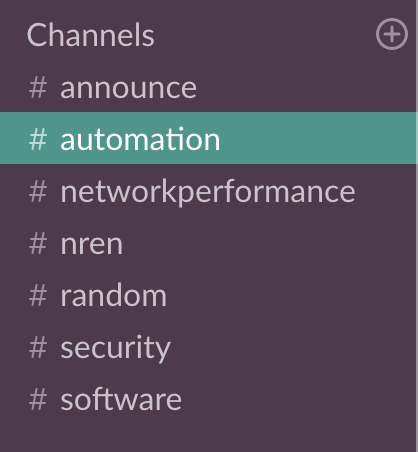 Channels
# announce
# automation
# networkperformance
# nren
# random
# security
# software